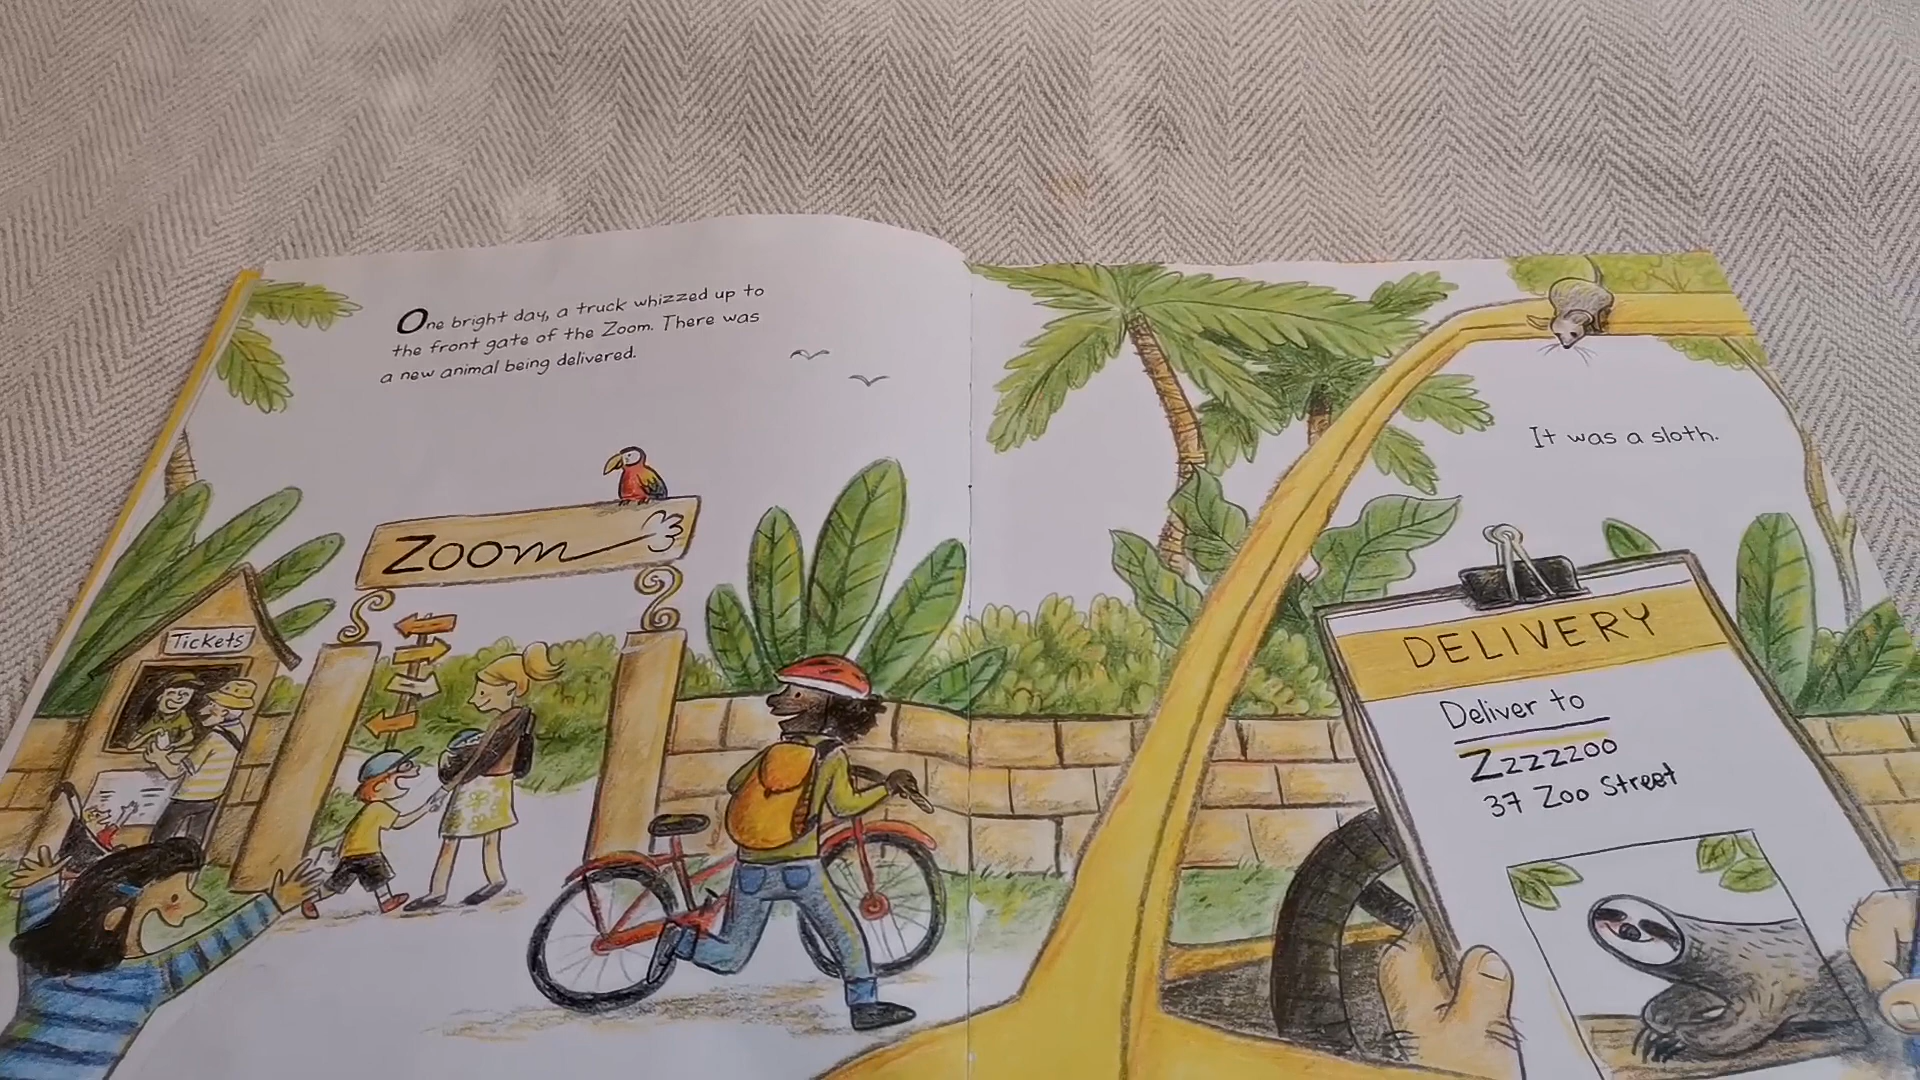 One bright day, a truck whizzed up to
the front gate of the Zoom. There was
a new animal being delivered.
Zoom
Tickets
It was a sloth.
DELIVERY
Deliver to
Zzzzzoo
37 Zoo Street